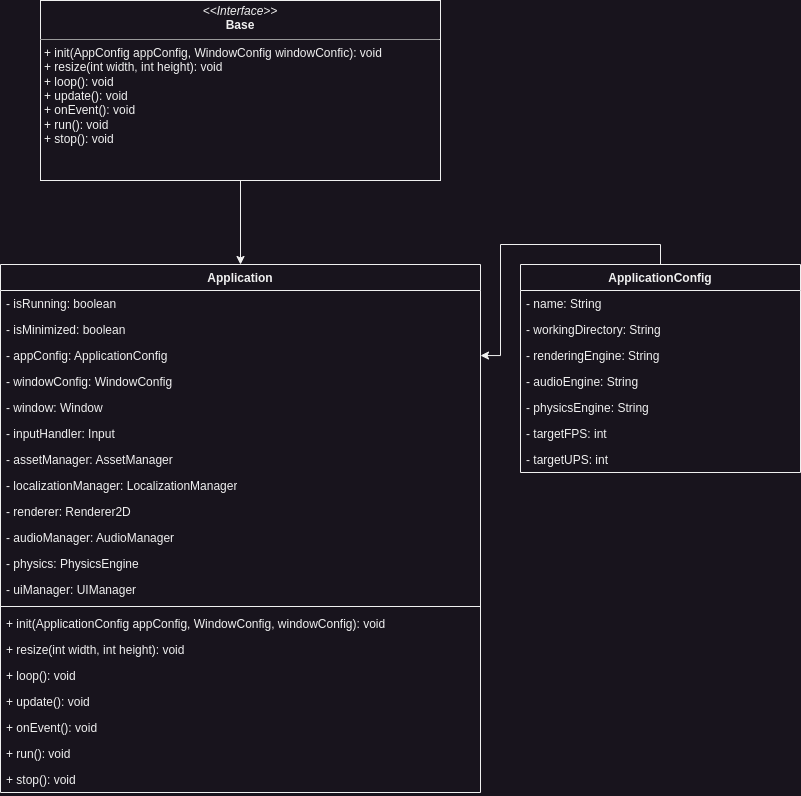 <<Interface>>
Base
+ init(AppConfig appConfig, WindowConfig windowConfic): void
+ resize(int width, int height): void
+ loop(): void
+ update(): void
+ onEvent(): void
+ run(): void
+ stop(): void
Application
- isRunning: boolean
- isMinimized: boolean
- appConfig: ApplicationConfig
- windowConfig: WindowConfig
- window: Window
- inputHandler: Input
- assetManager: AssetManager
- localizationManager: LocalizationManager
- renderer: Renderer2D
- audioManager: AudioManager
- physics: PhysicsEngine
- uiManager: UIManager
+ init(ApplicationConfig appConfig, WindowConfig, windowConfig): void
+ resize(int width, int height): void
+ loop(): void
+ update(): void
+ onEvent(): void
+ run(): void
+ stop(): void
ApplicationConfig
- name: String
- workingDirectory: String
- renderingEngine: String
- audioEngine: String
- physicsEngine: String
- targetFPS: int
- targetUPS: int